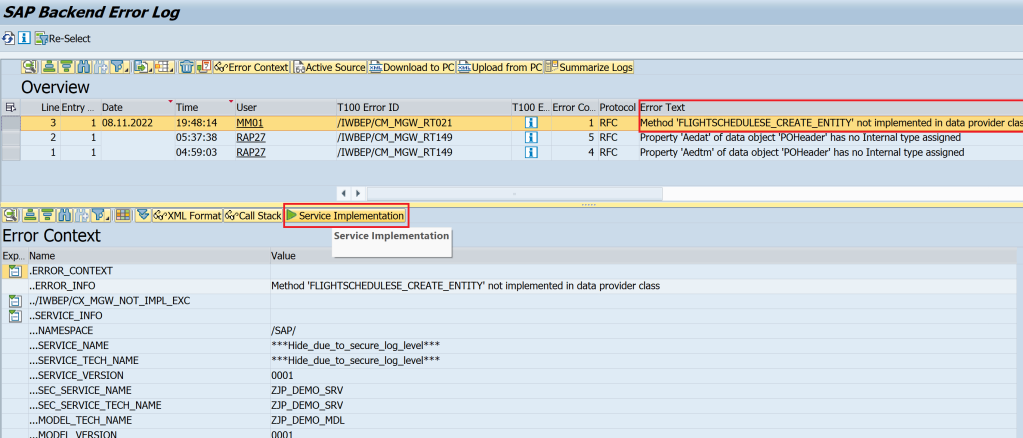 SAP Backend Error Log
Re-Select
Error Context Active Source Download to PC Upload from PC Summarize Logs
Overview
Line Entry ... Date Time User T100 Error ID T100 E... Error Co... Protocol Error Text
3 1 08.11.2022 19:48:14 MM01 /IWBEP/CM_MGW_RT021 1 RFC Method 'FLIGHTSCHEDULESE_CREATE_ENTITY' not implemented in data provider clas
2 1 05:37:38 RAP27 /IWBEP/CM_MGW_RT149 5 RFC Property 'Aedat' of data object 'POHeader' has no Internal type assigned
1 1 04:59:03 RAP27 /IWBEP/CM_MGW_RT149 4 RFC Property 'Aedtm' of data object 'POHeader' has no Internal type assigned
XML Format Call Stack Service Implementation
Service Implementation
Error Context
Exp... Name Value
.ERROR_CONTEXT
..ERROR_INFO Method 'FLIGHTSCHEDULESE_CREATE_ENTITY' not implemented in data provider class
../IWBEP/CX_MGW_NOT_IMPL_EXC
..SERVICE_INFO
...NAMESPACE /SAP/
...SERVICE_NAME ***Hide_due_to_secure_log_level***
...SERVICE_TECH_NAME ***Hide_due_to_secure_log_level***
...SERVICE_VERSION 0001
...SEC_SERVICE_NAME ZJP_DEMO_SRV
...SEC_SERVICE_TECH_NAME ZJP_DEMO_SRV
...MODEL_TECH_NAME ZJP_DEMO_MDL
...MODEL_VERSION 0001